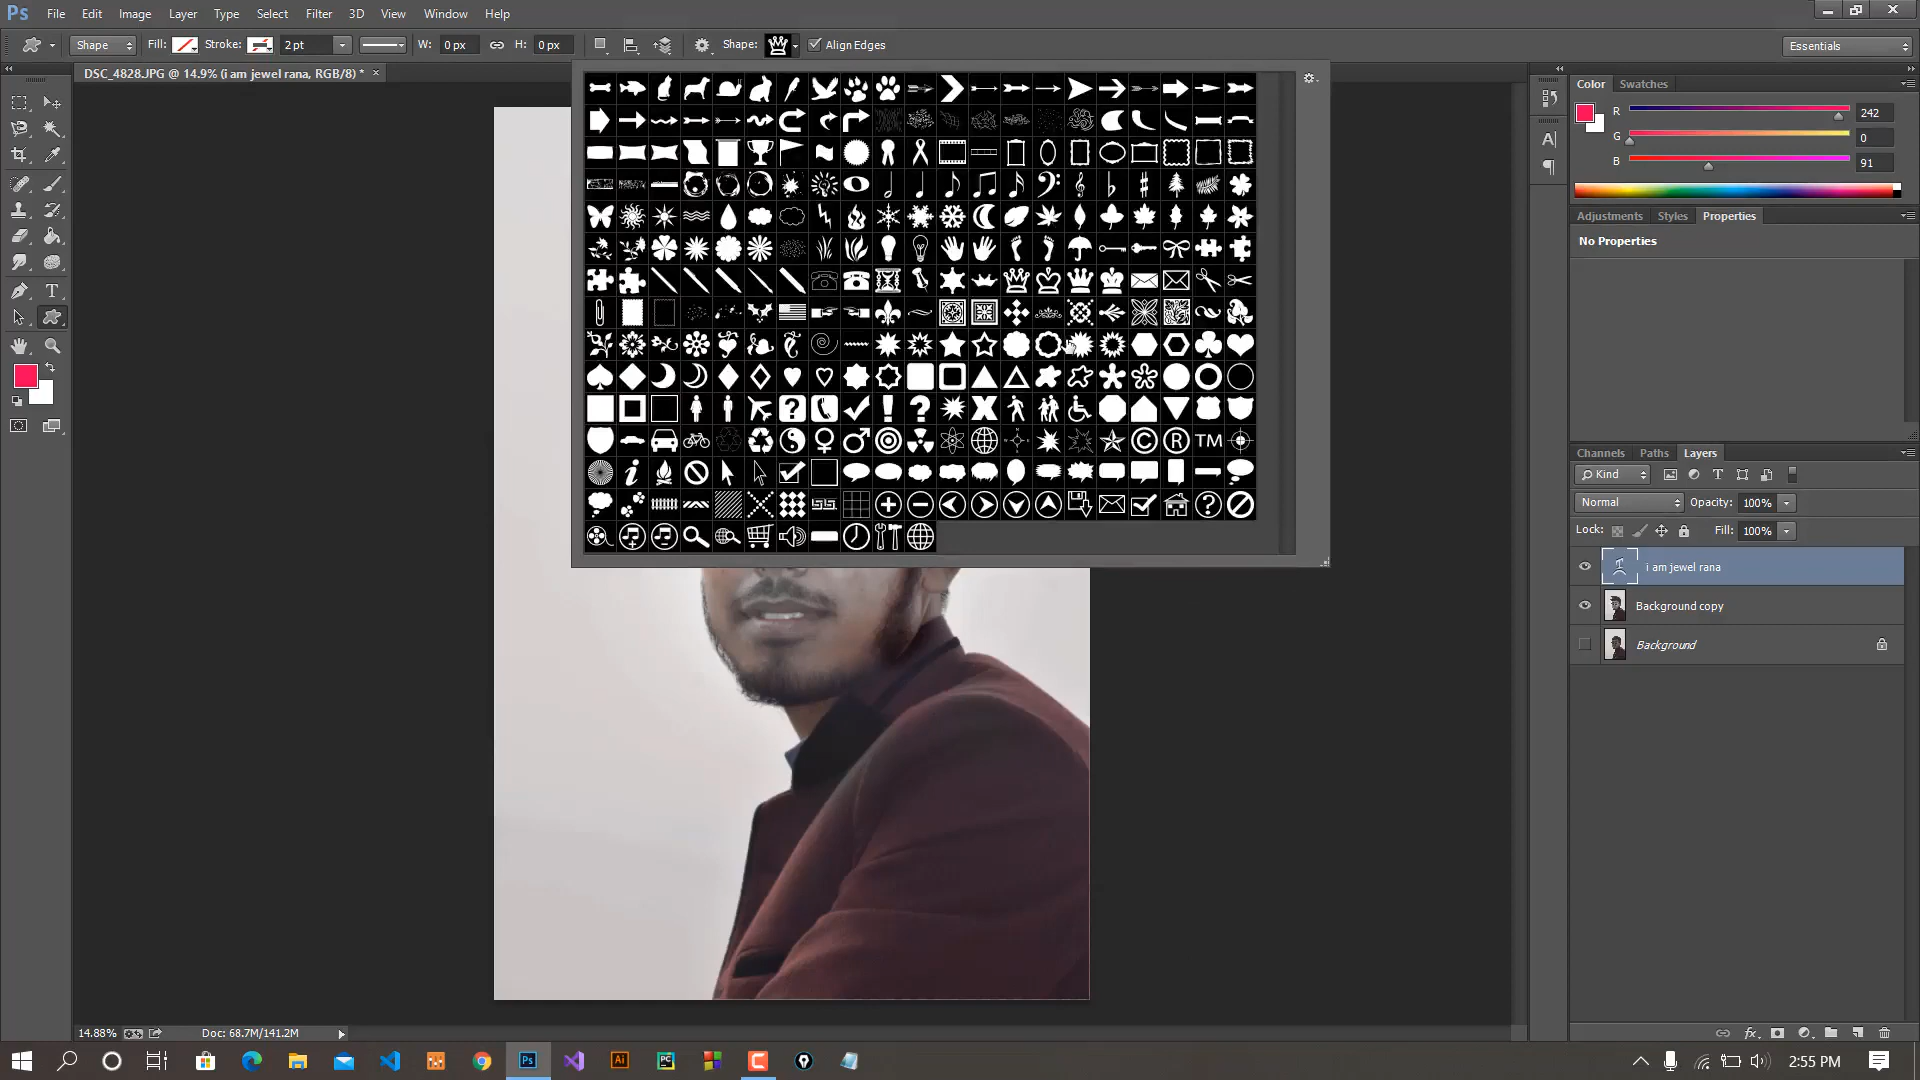 Ps File Edit Image Layer Type Select Filter 3D View Window Help
Shape Fill: Stroke: 2 pt W: 0 px H: 0 px Shape: Align Edges Essentials
DSC_4828.JPG @ 14.9% (i am jewel rana, RGB/8) * ×
Color Swatches
R 242
G 0
B 91
Adjustments Styles Properties
No Properties
TM
Channels Paths Layers
Kind
Normal Opacity: 100%
Lock: Fill: 100%
i am jewel rana
Background copy
Background
14.88% Doc: 68.7M/141.2M
2:55 PM